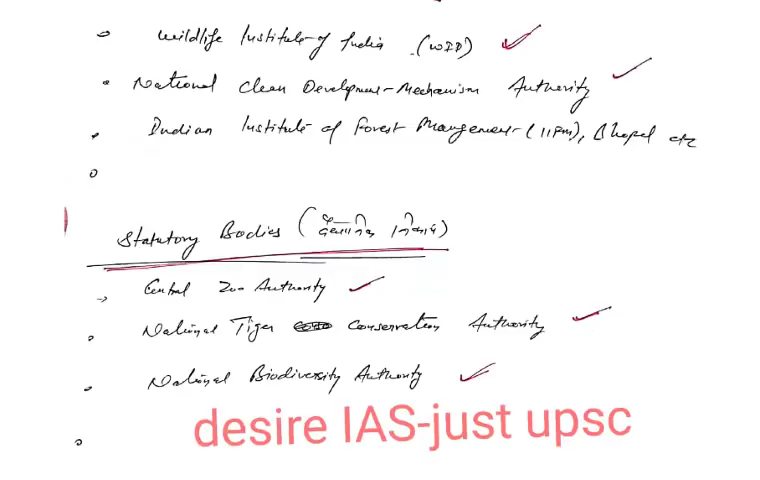 Wildlife Institute of India (WII)
National Clean Development Mechanism Authority
Indian Institute of Forest Management (IIFM), Bhopal etc
Statutory Bodies (वैधानिक निकाय)
Central Zoo Authority
National Tiger Conservation Authority
National Biodiversity Authority
desire IAS-just upsc